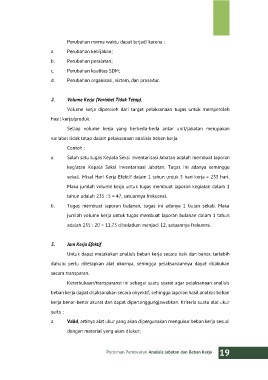 Perubahan norma waktu dapat terjadi karena :
a. Perubahan kebijakan;
b. Perubahan peralatan;
c. Perubahan kualitas SDM;
d. Perubahan organisasi, sistem, dan prosedur.
2. Volume Kerja (Variabel Tidak Tetap).
Volume kerja diperoleh dari target pelaksanaan tugas untuk memperoleh
hasil kerja/produk.
Setiap volume kerja yang berbeda-beda antar unit/jabatan merupakan
variabel tidak tetap dalam pelaksanaan analisis beban kerja.
Contoh :
a. Salah satu tugas Kepala Seksi Inventarisasi Jabatan adalah membuat laporan
kegiatan Kepala Seksi Inventarisasi Jabatan. Tugas ini adanya seminggu
sekali. Misal Hari Kerja Efektif dalam 1 tahun untuk 5 hari kerja = 235 hari.
Maka jumlah volume kerja untuk tugas membuat laporan kegiatan dalam 1
tahun adalah 235 : 5 = 47, satuannya frekuensi.
b. Tugas membuat laporan bulanan, tugas ini adanya 1 bulan sekali. Maka
jumlah volume kerja untuk tugas membuat laporan bulanan dalam 1 tahun
adalah 235 : 20 = 11,75 dibulatkan menjadi 12, satuannya frekuensi.
3. Jam Kerja Efektif
Untuk dapat melakukan analisis beban kerja secara baik dan benar, terlebih
dahulu perlu ditetapkan alat ukurnya, sehingga pelaksanaannya dapat dilakukan
secara transparan.
Keterbukaan/transparansi ini sebagai suatu syarat agar pelaksanaan analisis
beban kerja dapat dilaksanakan secara obyektif, sehingga laporan hasil analisis beban
kerja benar-benar akurat dan dapat dipertanggungjawabkan. Kriteria suatu alat ukur
yaitu :
a. Valid, artinya alat ukur yang akan dipergunakan mengukur beban kerja sesuai
dengan material yang akan diukur;
Pedoman Pembuatan Analisis Jabatan dan Beban Kerja 19